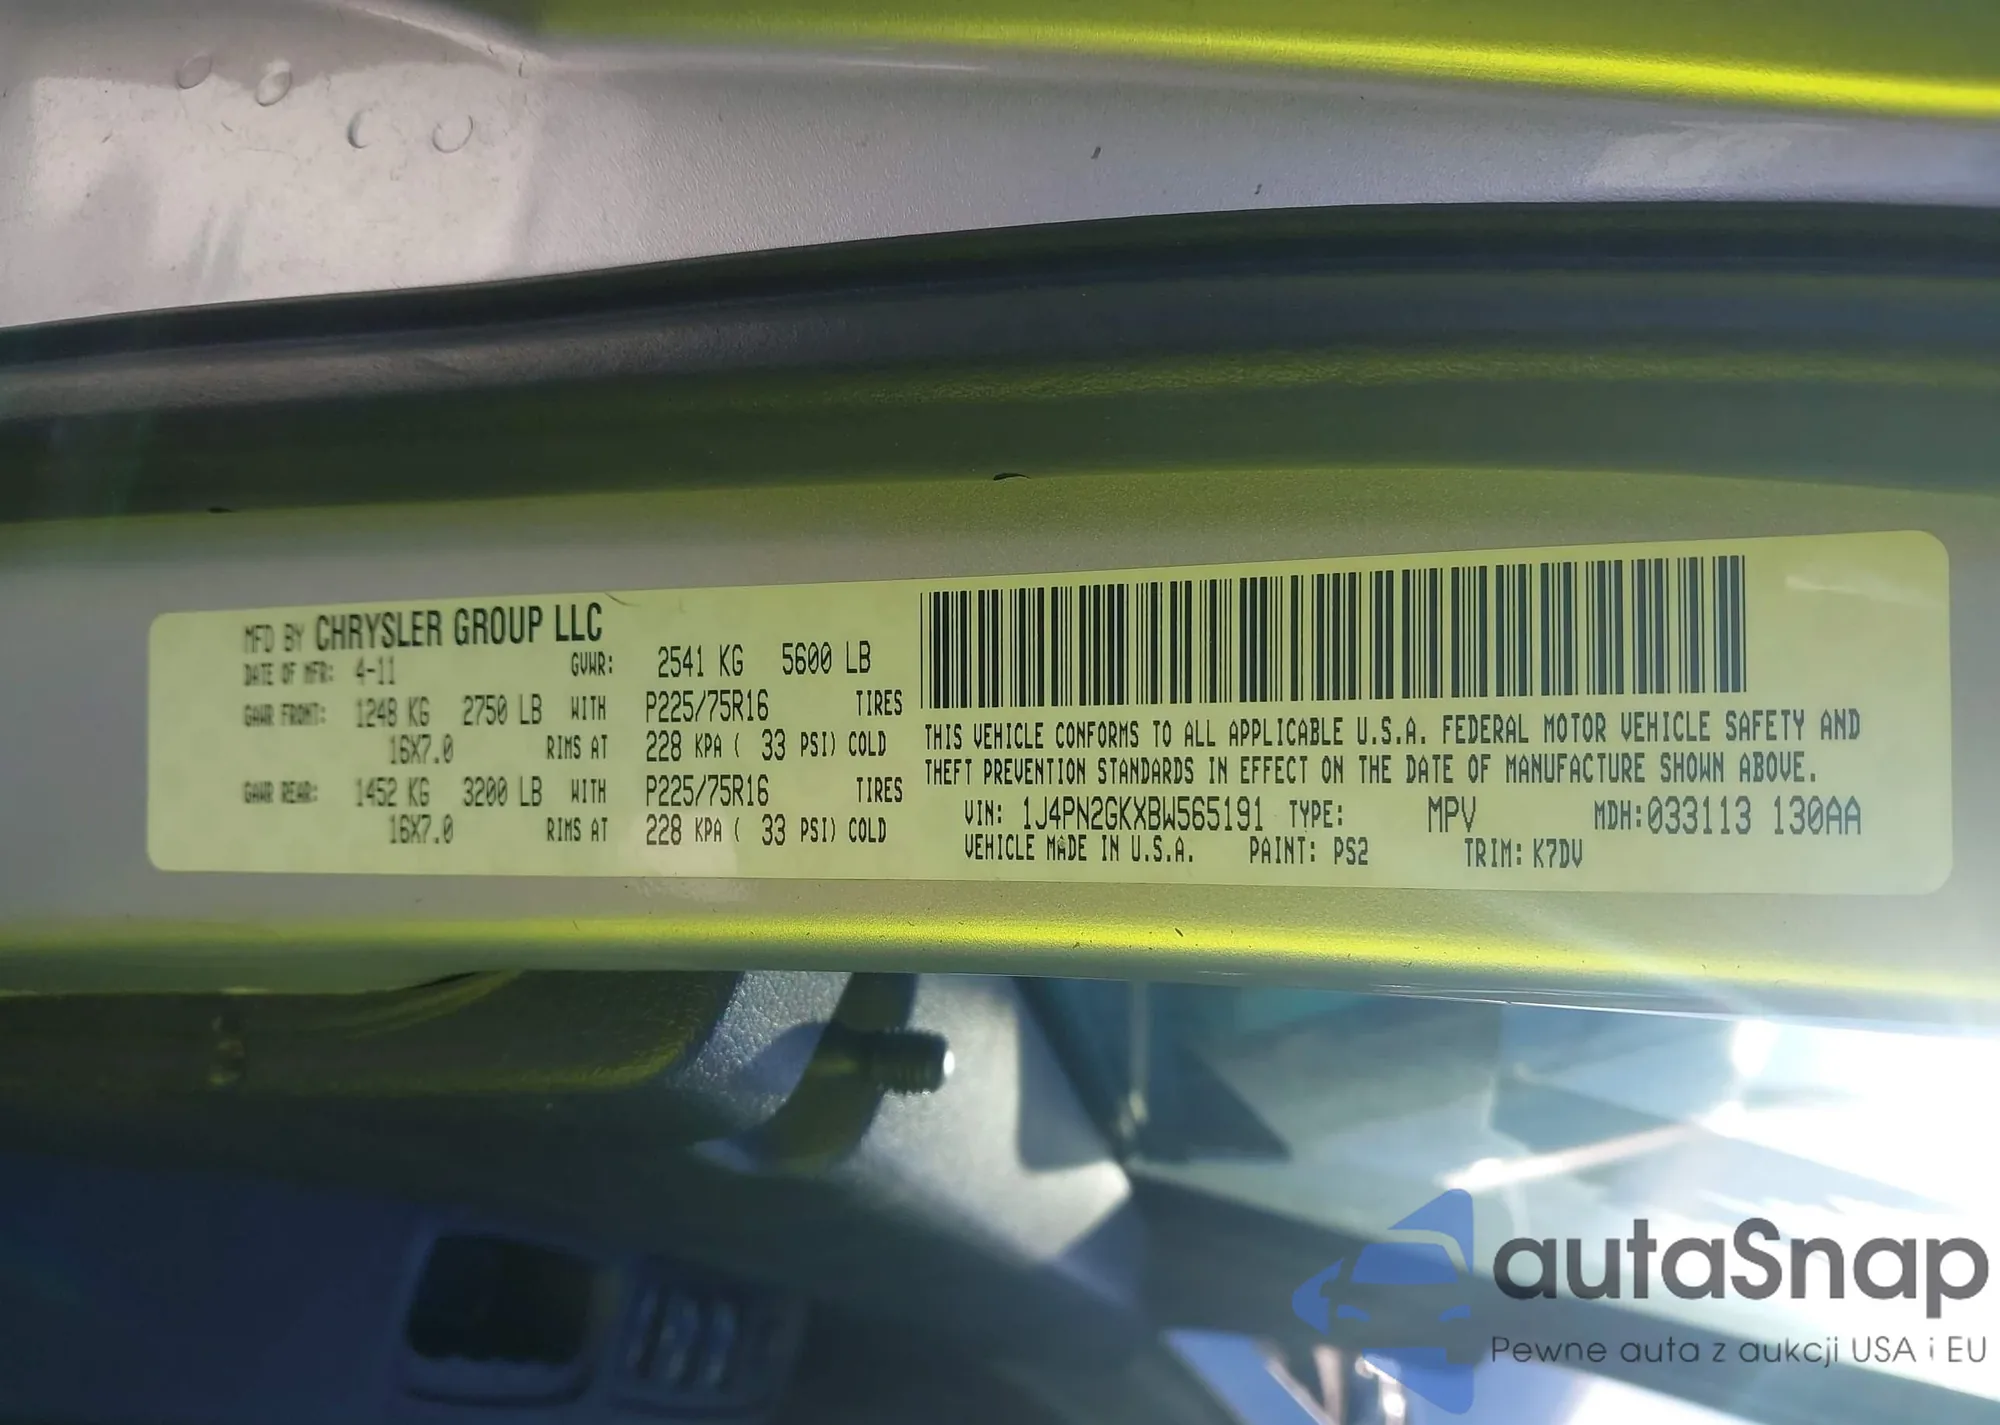 MFD BY CHRYSLER GROUP LLC
DATE OF MFR: 4-11 GVWR: 2541 KG 5600 LB
GAWR FRONT: 1248 KG 2750 LB WITH P225/75R16 TIRES
16X7.0 RIMS AT 228 KPA ( 33 PSI) COLD
GAWR REAR: 1452 KG 3200 LB WITH P225/75R16 TIRES
16X7.0 RIMS AT 228 KPA ( 33 PSI) COLD
THIS VEHICLE CONFORMS TO ALL APPLICABLE U.S.A. FEDERAL MOTOR VEHICLE SAFETY AND
THEFT PREVENTION STANDARDS IN EFFECT ON THE DATE OF MANUFACTURE SHOWN ABOVE.
VIN: 1J4PN2GKXBW565191 TYPE: MPV MDH:033113 130AA
VEHICLE MADE IN U.S.A. PAINT: PS2 TRIM: K7DV
autaSnap
Pewne auta z aukcji USA i EU